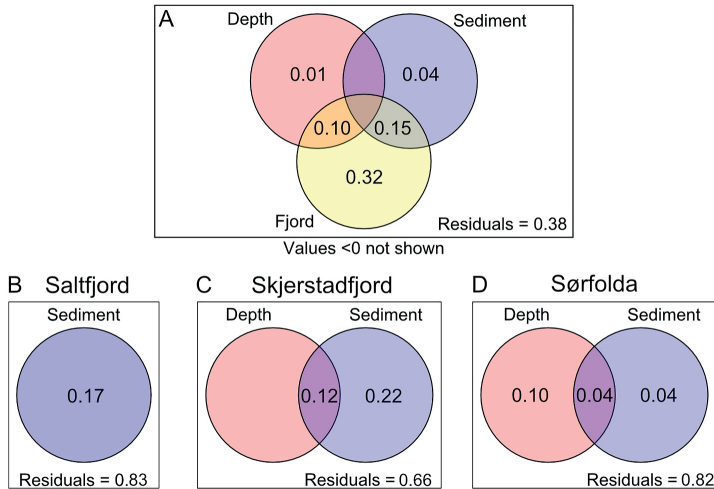 A
Depth
Sediment
0.01
0.04
0.10
0.15
0.32
Fjord
Residuals = 0.38
Values <0 not shown
B Saltfjord
Sediment
0.17
Residuals = 0.83
C Skjerstadfjord
Depth
Sediment
0.12
0.22
Residuals = 0.66
D Sørfolda
Depth
Sediment
0.10
0.04
0.04
Residuals = 0.82